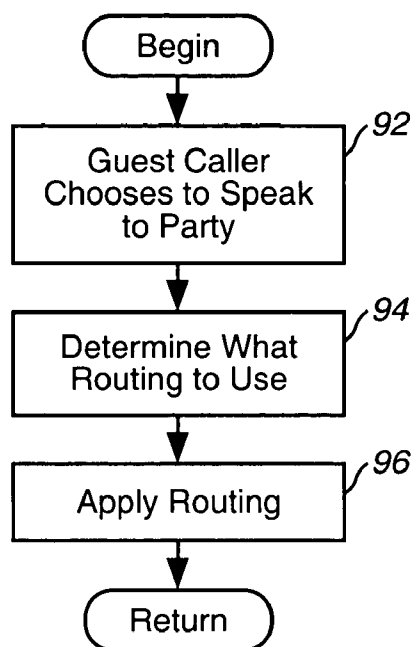 Begin
92
Guest Caller
Chooses to Speak
to Party
94
Determine What
Routing to Use
96
Apply Routing
Return